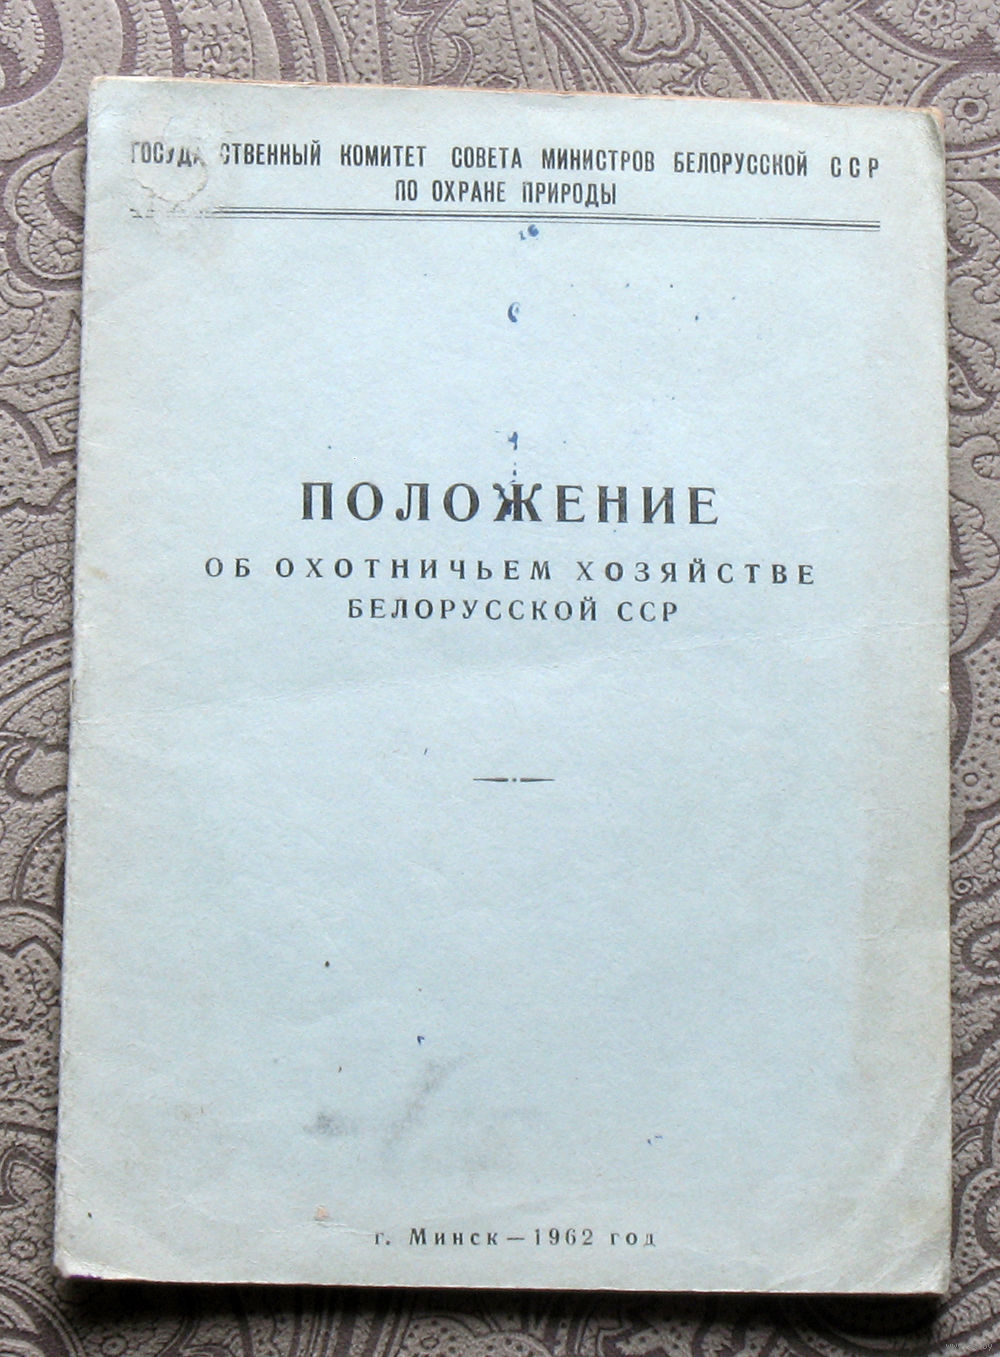 ГОСУДАРСТВЕННЫЙ КОМИТЕТ СОВЕТА МИНИСТРОВ БЕЛОРУССКОЙ ССР
ПО ОХРАНЕ ПРИРОДЫ
ПОЛОЖЕНИЕ
ОБ ОХОТНИЧЬЕМ ХОЗЯЙСТВЕ
БЕЛОРУССКОЙ ССР
г. Минск — 1962 год